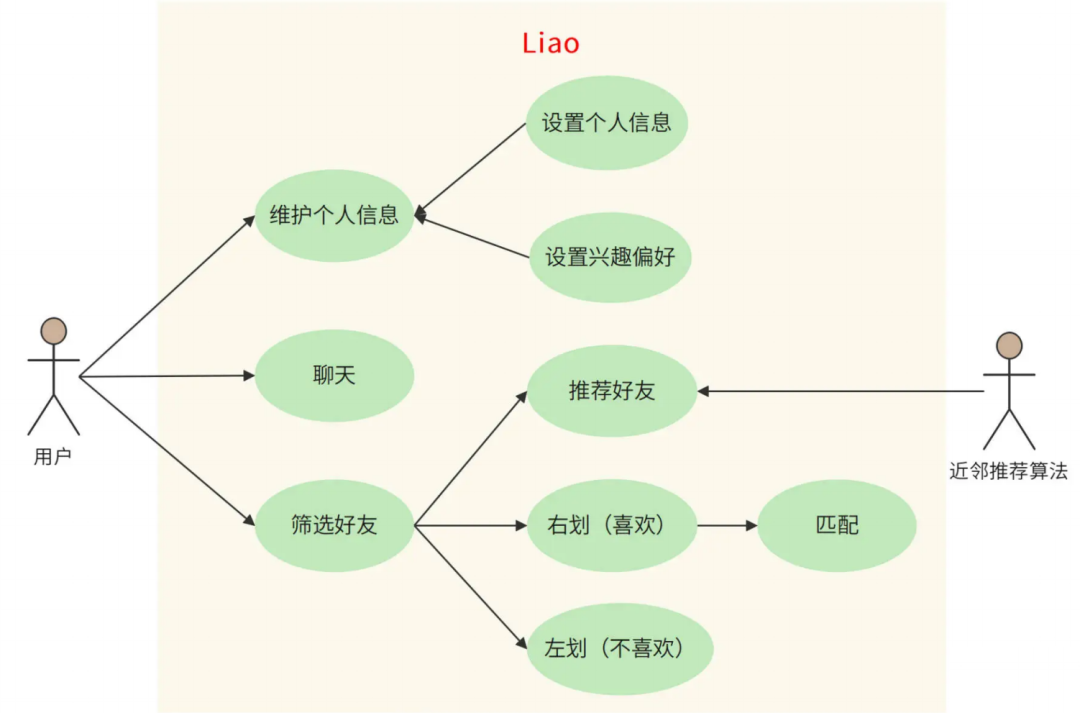 Liao
设置个人信息
维护个人信息
设置兴趣偏好
聊天
推荐好友
用户
近邻推荐算法
筛选好友
右划（喜欢）
匹配
左划（不喜欢）